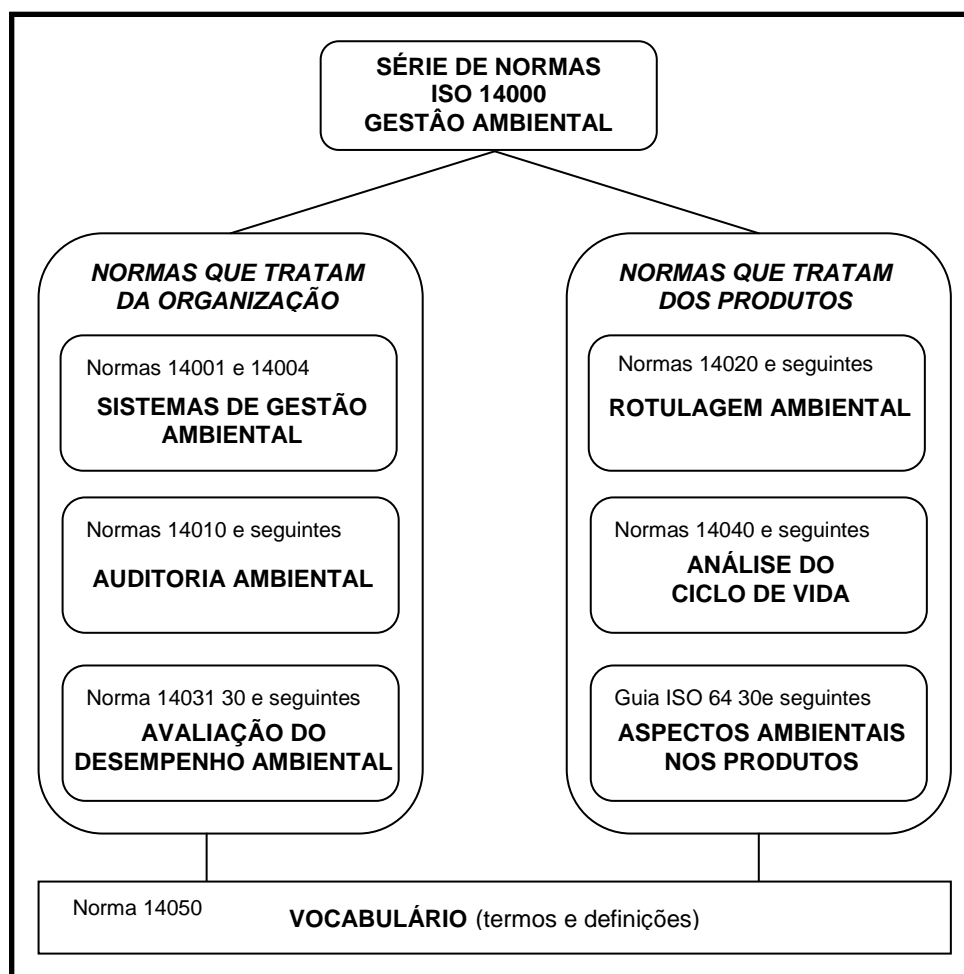 SÉRIE DE NORMAS
ISO 14000
GESTÂO AMBIENTAL
NORMAS QUE TRATAM
DA ORGANIZAÇÃO
Normas 14001 e 14004
SISTEMAS DE GESTÃO
AMBIENTAL
Normas 14010 e seguintes
AUDITORIA AMBIENTAL
Norma 14031 30 e seguintes
AVALIAÇÃO DO
DESEMPENHO AMBIENTAL
NORMAS QUE TRATAM
DOS PRODUTOS
Normas 14020 e seguintes
ROTULAGEM AMBIENTAL
Normas 14040 e seguintes
ANÁLISE DO
CICLO DE VIDA
Guia ISO 64 30e seguintes
ASPECTOS AMBIENTAIS
NOS PRODUTOS
Norma 14050
VOCABULÁRIO (termos e definições)